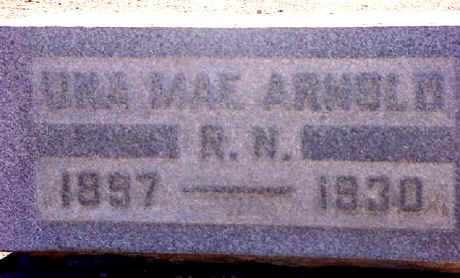 UNA MAE ARNOLD
R. N.
1897 — 1930